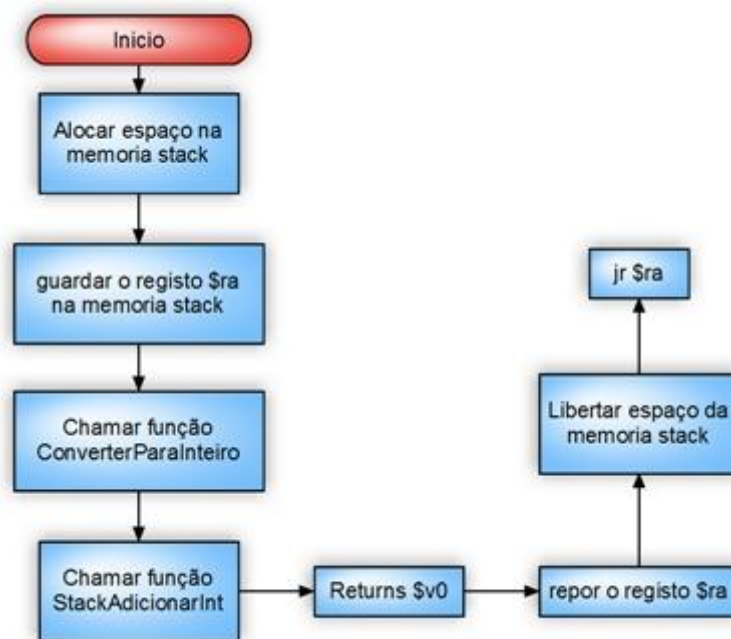 Inicio
Alocar espaço na
memoria stack
guardar o registo $ra
na memoria stack
Chamar função
ConverterParaInteiro
Chamar função
StackAdicionarInt
Returns $v0
repor o registo $ra
Libertar espaço da
memoria stack
jr $ra